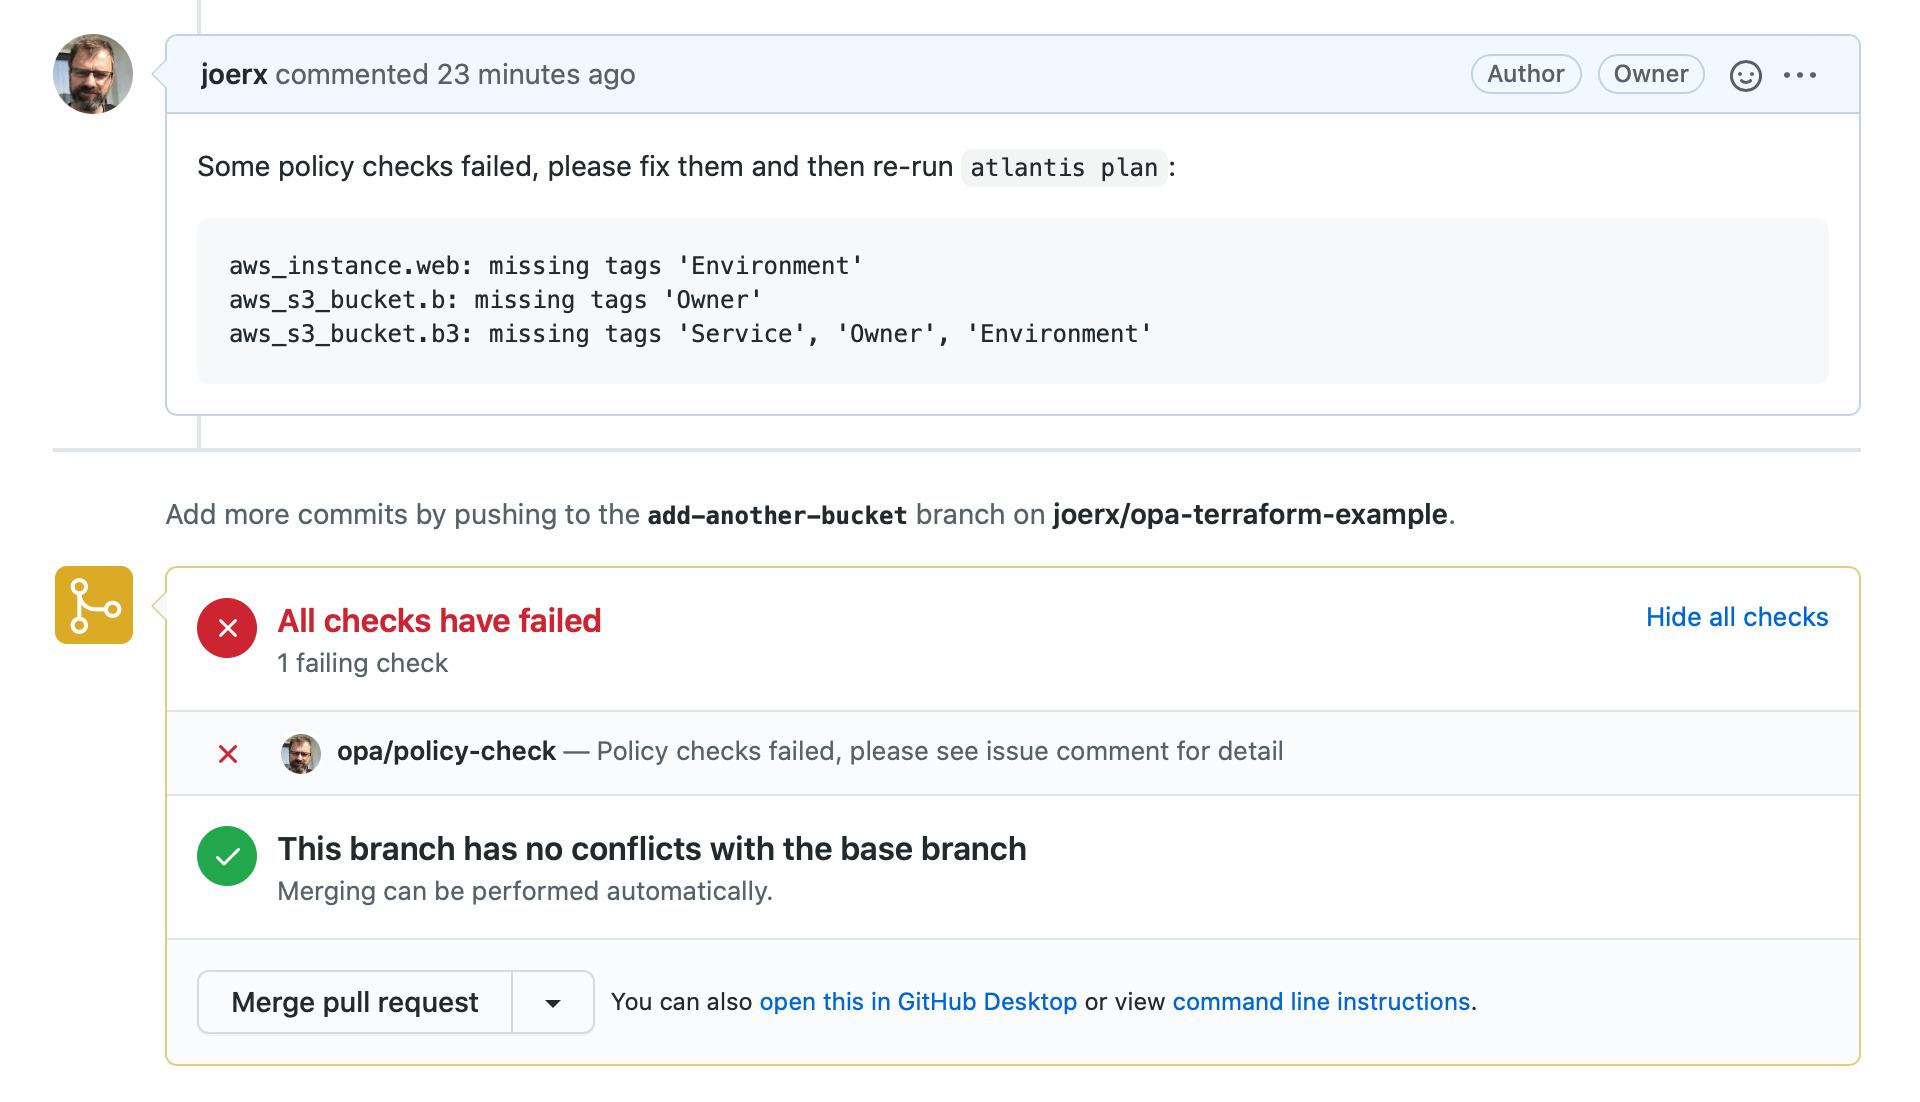 joerx commented 23 minutes ago Author Owner
Some policy checks failed, please fix them and then re-run atlantis plan:
aws_instance.web: missing tags 'Environment'
aws_s3_bucket.b: missing tags 'Owner'
aws_s3_bucket.b3: missing tags 'Service', 'Owner', 'Environment'
Add more commits by pushing to the add-another-bucket branch on joerx/opa-terraform-example.
All checks have failed Hide all checks
1 failing check
opa/policy-check — Policy checks failed, please see issue comment for detail
This branch has no conflicts with the base branch
Merging can be performed automatically.
Merge pull request You can also open this in GitHub Desktop or view command line instructions.